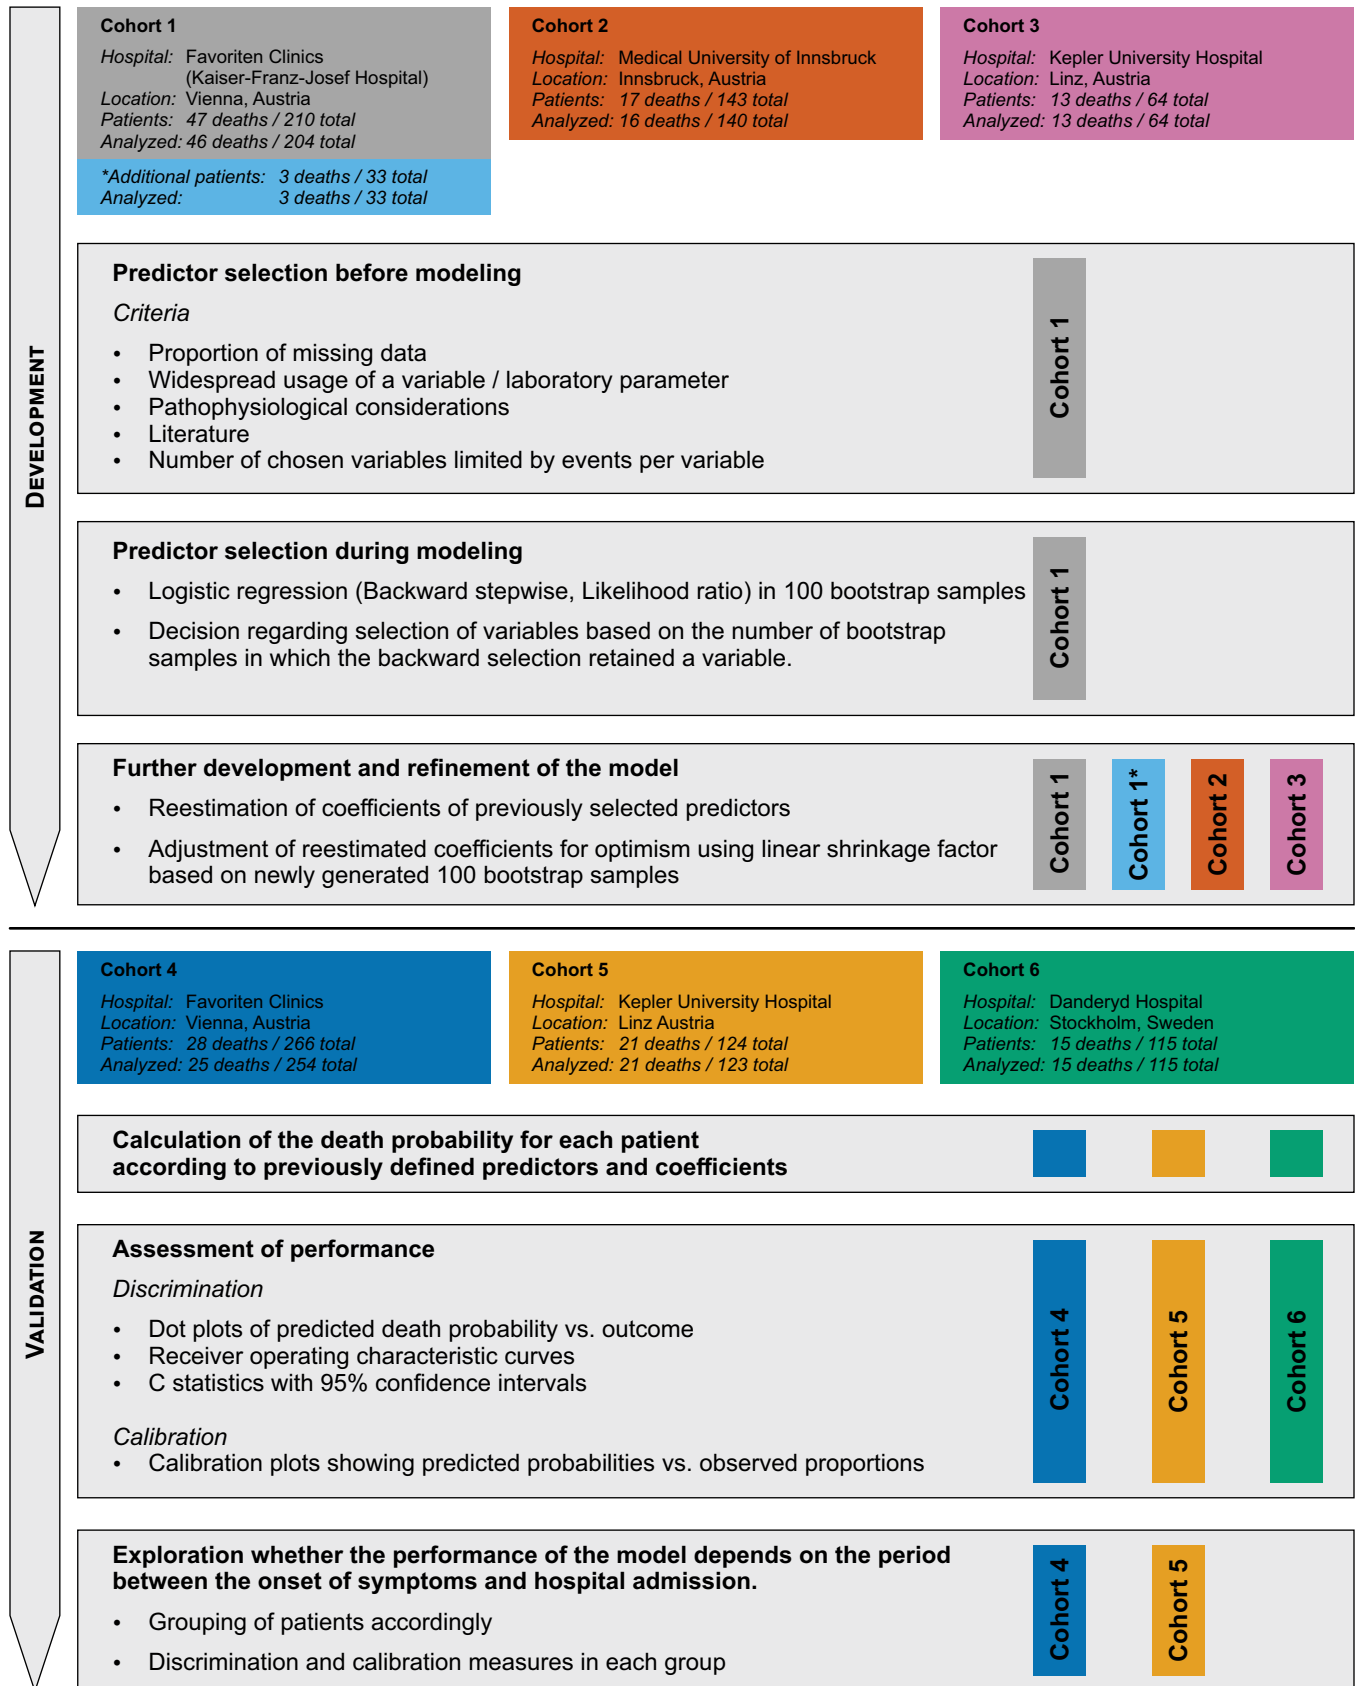 DEVELOPMENT
Cohort 1
Hospital: Favoriten Clinics
(Kaiser-Franz-Josef Hospital)
Location: Vienna, Austria
Patients: 47 deaths / 210 total
Analyzed: 46 deaths / 204 total
*Additional patients: 3 deaths / 33 total
Analyzed: 3 deaths / 33 total
Cohort 2
Hospital: Medical University of Innsbruck
Location: Innsbruck, Austria
Patients: 17 deaths / 143 total
Analyzed: 16 deaths / 140 total
Cohort 3
Hospital: Kepler University Hospital
Location: Linz, Austria
Patients: 13 deaths / 64 total
Analyzed: 13 deaths / 64 total
Predictor selection before modeling
Criteria
• Proportion of missing data
• Widespread usage of a variable / laboratory parameter
• Pathophysiological considerations
• Literature
• Number of chosen variables limited by events per variable
Cohort 1
Predictor selection during modeling
• Logistic regression (Backward stepwise, Likelihood ratio) in 100 bootstrap samples
• Decision regarding selection of variables based on the number of bootstrap
samples in which the backward selection retained a variable.
Cohort 1
Further development and refinement of the model
• Reestimation of coefficients of previously selected predictors
• Adjustment of reestimated coefficients for optimism using linear shrinkage factor
based on newly generated 100 bootstrap samples
Cohort 1
Cohort 1*
Cohort 2
Cohort 3
VALIDATION
Cohort 4
Hospital: Favoriten Clinics
Location: Vienna, Austria
Patients: 28 deaths / 266 total
Analyzed: 25 deaths / 254 total
Cohort 5
Hospital: Kepler University Hospital
Location: Linz Austria
Patients: 21 deaths / 124 total
Analyzed: 21 deaths / 123 total
Cohort 6
Hospital: Danderyd Hospital
Location: Stockholm, Sweden
Patients: 15 deaths / 115 total
Analyzed: 15 deaths / 115 total
Calculation of the death probability for each patient
according to previously defined predictors and coefficients
Assessment of performance
Discrimination
• Dot plots of predicted death probability vs. outcome
• Receiver operating characteristic curves
• C statistics with 95% confidence intervals
Calibration
• Calibration plots showing predicted probabilities vs. observed proportions
Cohort 4
Cohort 5
Cohort 6
Exploration whether the performance of the model depends on the period
between the onset of symptoms and hospital admission.
• Grouping of patients accordingly
• Discrimination and calibration measures in each group
Cohort 4
Cohort 5